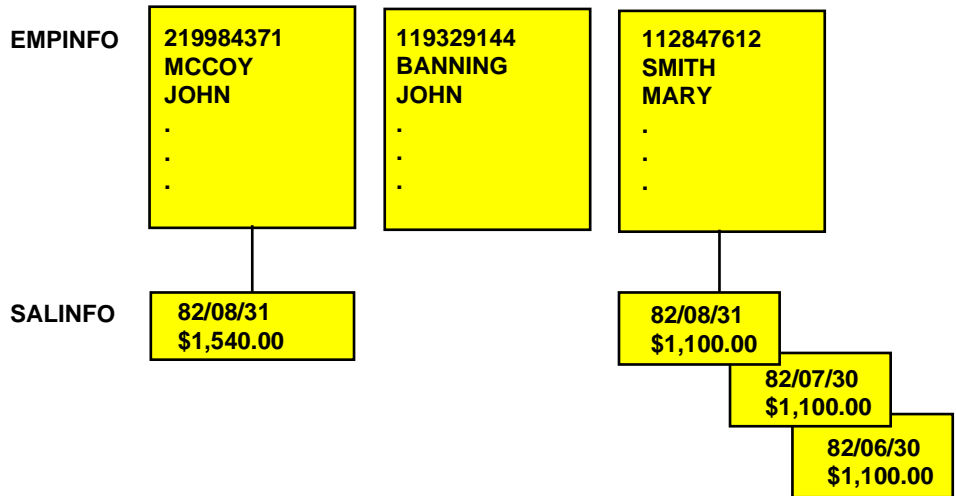 EMPINFO
219984371
MCCOY
JOHN
.
.
.
119329144
BANNING
JOHN
.
.
.
112847612
SMITH
MARY
.
.
.
SALINFO
82/08/31
$1,540.00
82/08/31
$1,100.00
82/07/30
$1,100.00
82/06/30
$1,100.00